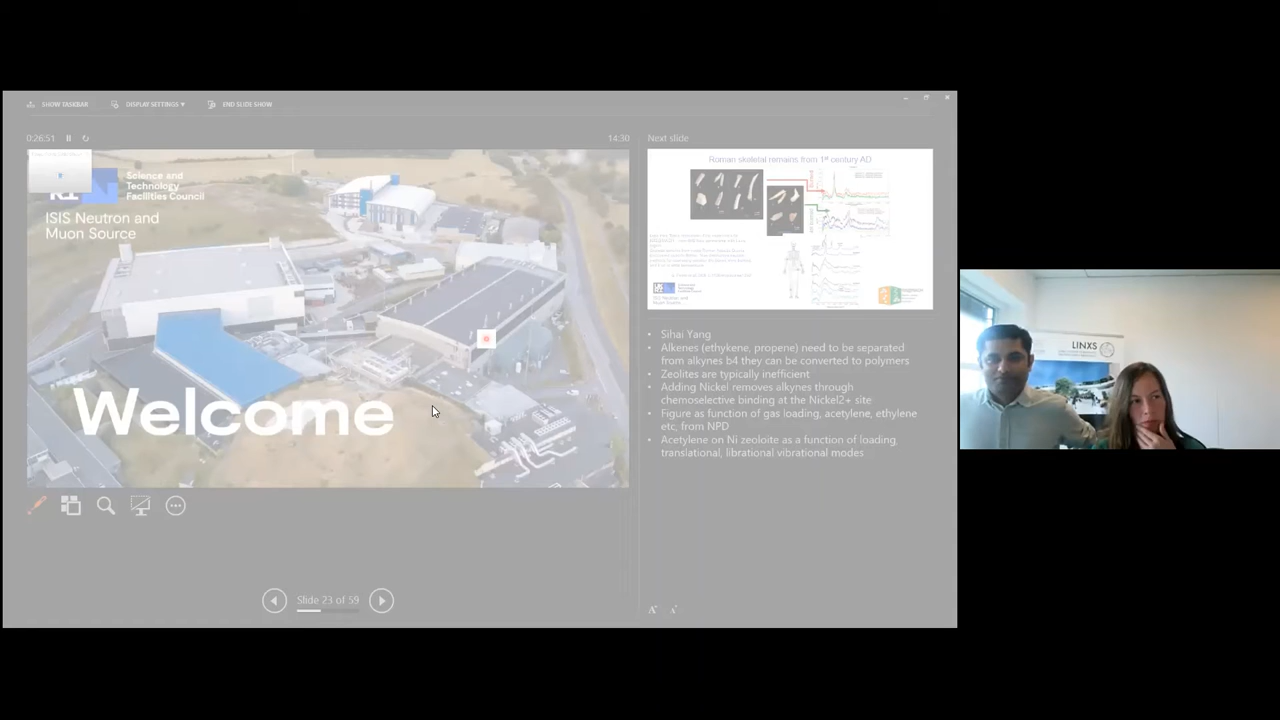 SHOW TASKBAR
DISPLAY SETTINGS ▾
END SLIDE SHOW
0:26:51
14:30
Next slide
Science and
Technology
Facilities Council
ISIS Neutron and
Muon Source
Welcome
Roman skeletal remains from 1st century AD
• Sihai Yang
• Alkenes (ethykene, propene) need to be separated
from alkynes b4 they can be converted to polymers
• Zeolites are typically inefficient
• Adding Nickel removes alkynes through
chemoselective binding at the Nickel2+ site
• Figure as function of gas loading, acetylene, ethylene
etc, from NPD
• Acetylene on Ni zeoloite as a function of loading,
translational, librational vibrational modes
Slide 23 of 59
LINXS